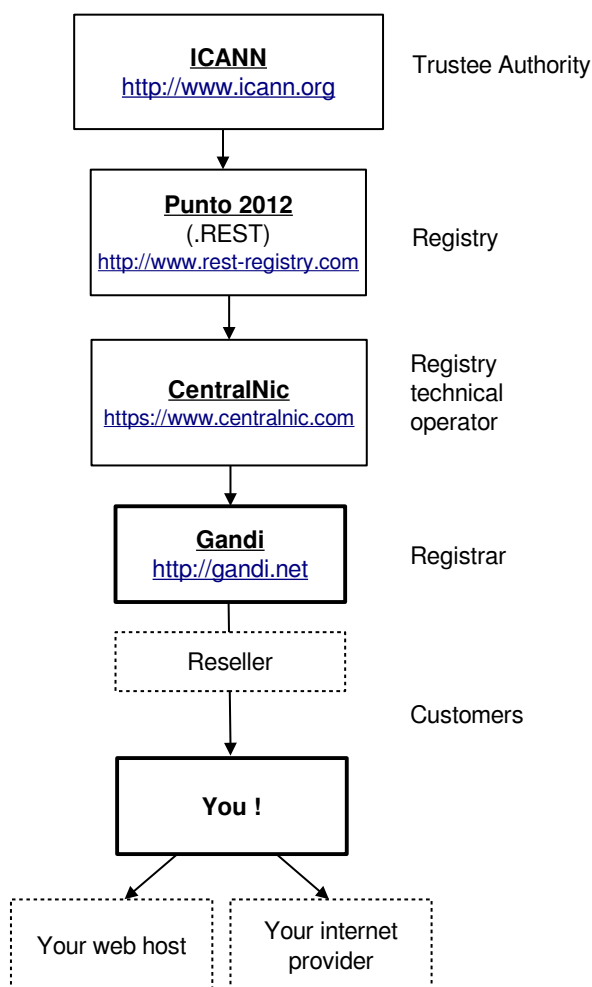 ICANN
http://www.icann.org
Trustee Authority
Punto 2012
(.REST)
http://www.rest-registry.com
Registry
CentralNic
https://www.centralnic.com
Registry
technical
operator
Gandi
http://gandi.net
Registrar
Reseller
Customers
You !
Your web host
Your internet
provider